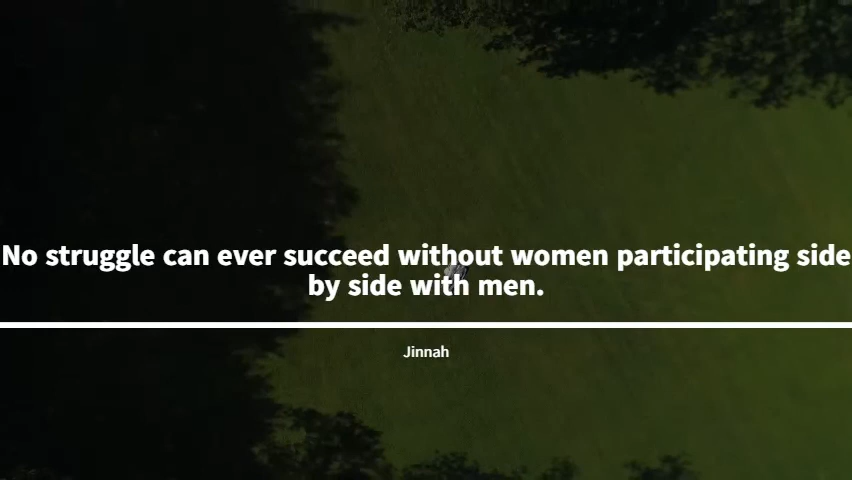 No struggle can ever succeed without women participating side
by side with men.
Jinnah